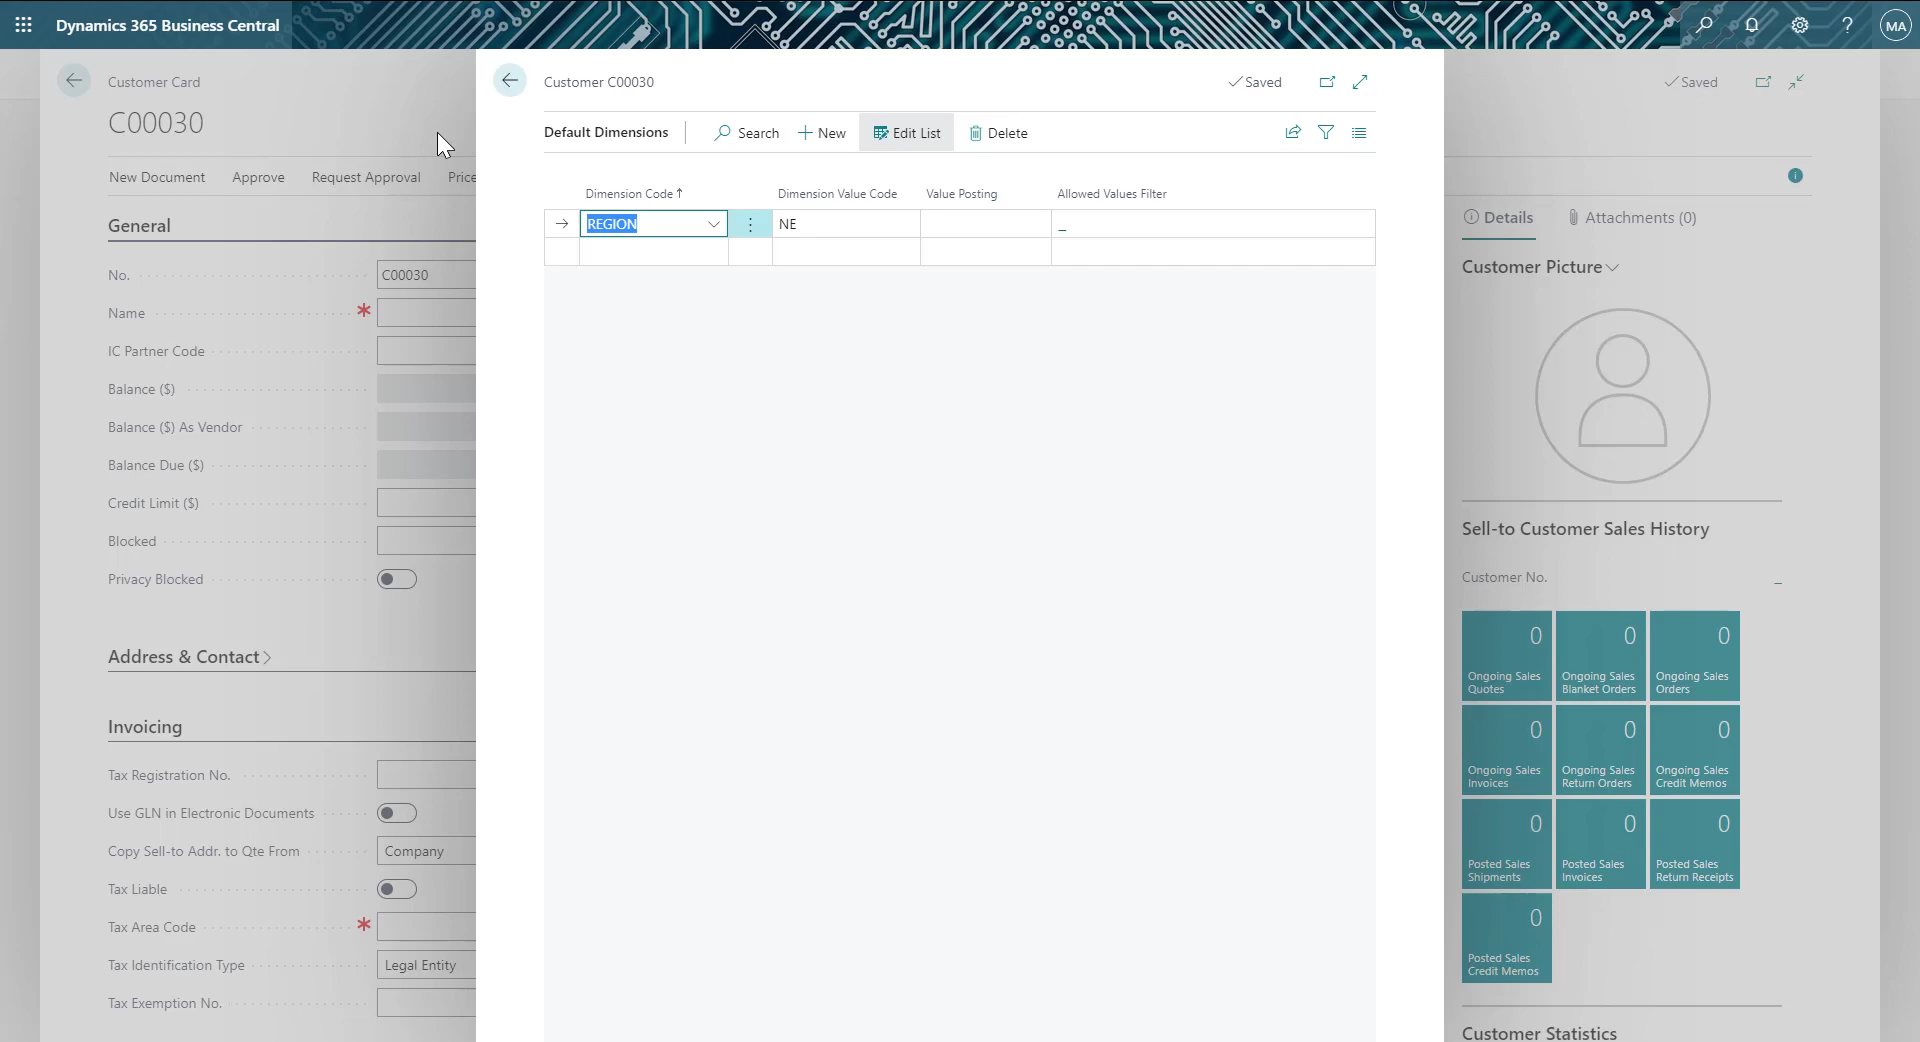 Dynamics 365 Business Central
MA
Customer Card
C00030
New Document Approve Request Approval Price
General
No. C00030
Name *
IC Partner Code
Balance ($)
Balance ($) As Vendor
Balance Due ($)
Credit Limit ($)
Blocked
Privacy Blocked
Address & Contact
Invoicing
Tax Registration No.
Use GLN in Electronic Documents
Copy Sell-to Addr. to Qte From Company
Tax Liable
Tax Area Code *
Tax Identification Type Legal Entity
Tax Exemption No.
Customer C00030
Saved
Default Dimensions Search New Edit List Delete
Dimension Code ↑ Dimension Value Code Value Posting Allowed Values Filter
REGION NE _
Saved
Details Attachments (0)
Customer Picture
Sell-to Customer Sales History
Customer No. _
0 0 0
Ongoing Sales Ongoing Sales Ongoing Sales
Quotes Blanket Orders Orders
0 0 0
Ongoing Sales Ongoing Sales Ongoing Sales
Invoices Return Orders Credit Memos
0 0 0
Posted Sales Posted Sales Posted Sales
Shipments Invoices Return Receipts
0
Posted Sales
Credit Memos
Customer Statistics